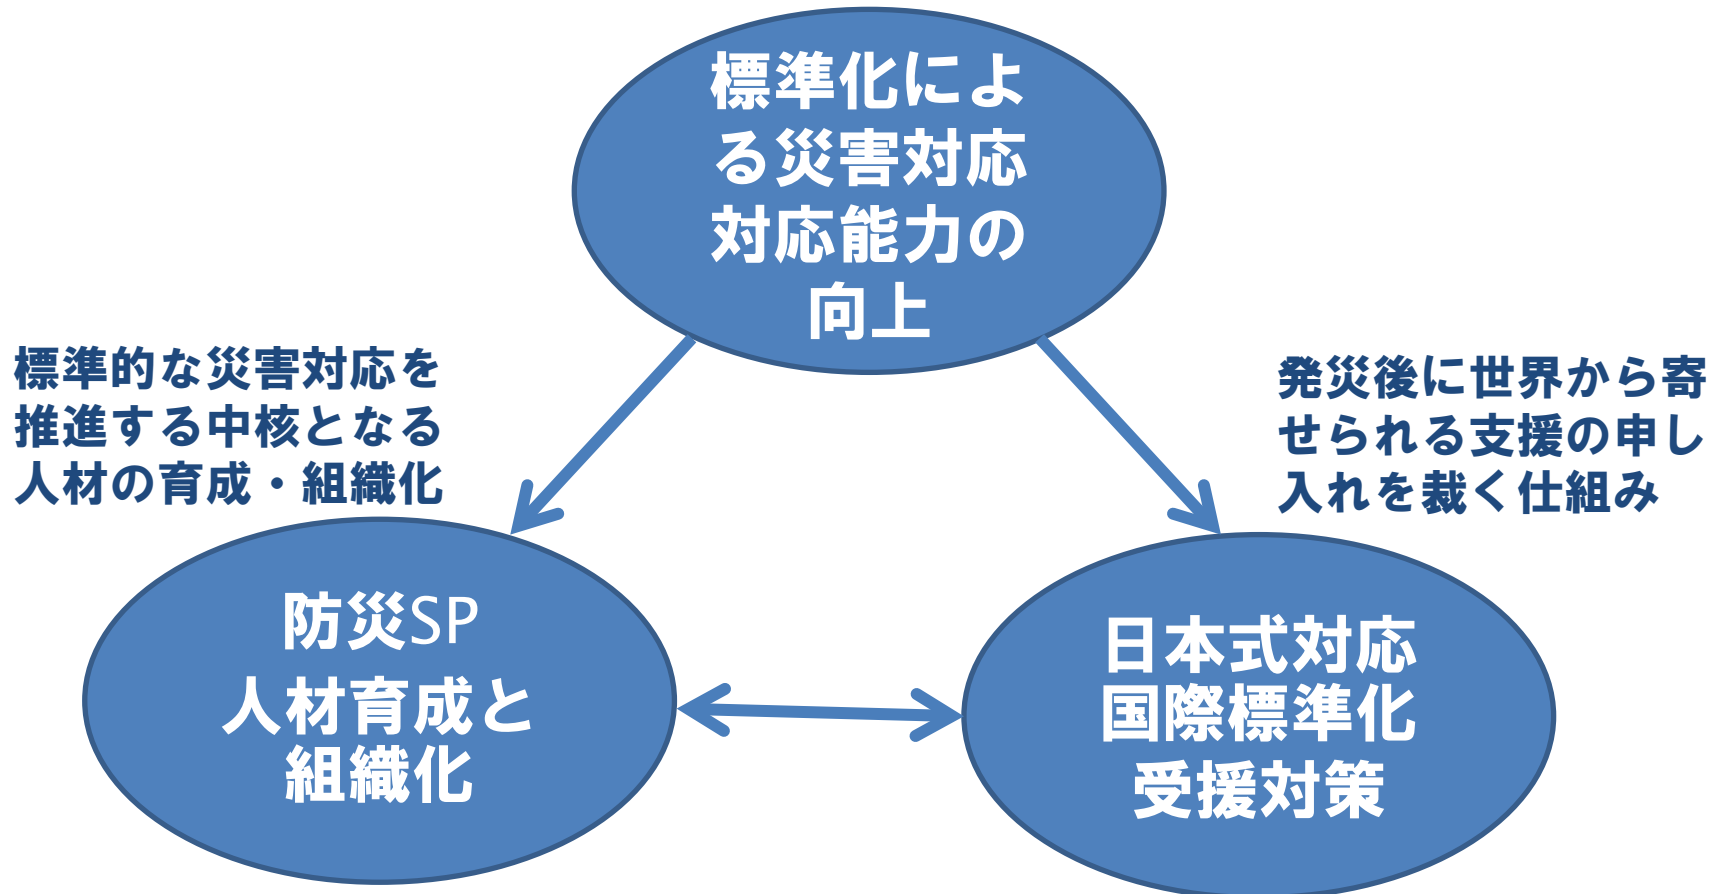 標準化によ
る災害対応
対応能力の
向上
標準的な災害対応を
推進する中核となる
人材の育成・組織化
発災後に世界から寄
せられる支援の申し
入れを裁く仕組み
防災SP
人材育成と
組織化
日本式対応
国際標準化
受援対策